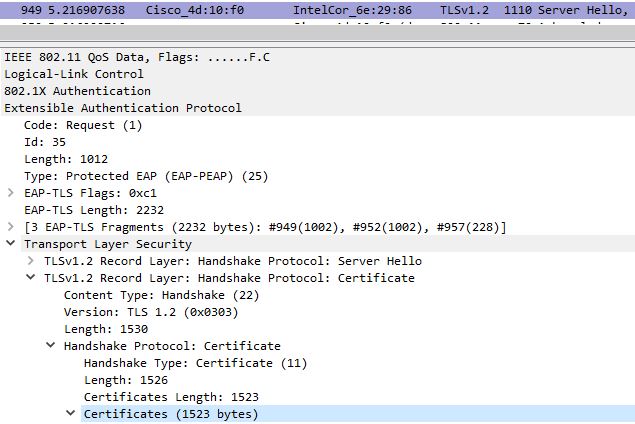 949 5.216907638 Cisco_4d:10:f0 IntelCor_6e:29:86 TLSv1.2 1110 Server Hello,
IEEE 802.11 QoS Data, Flags: ......F.C
Logical-Link Control
802.1X Authentication
Extensible Authentication Protocol
Code: Request (1)
Id: 35
Length: 1012
Type: Protected EAP (EAP-PEAP) (25)
EAP-TLS Flags: 0xc1
EAP-TLS Length: 2232
[3 EAP-TLS Fragments (2232 bytes): #949(1002), #952(1002), #957(228)]
Transport Layer Security
TLSv1.2 Record Layer: Handshake Protocol: Server Hello
TLSv1.2 Record Layer: Handshake Protocol: Certificate
Content Type: Handshake (22)
Version: TLS 1.2 (0x0303)
Length: 1530
Handshake Protocol: Certificate
Handshake Type: Certificate (11)
Length: 1526
Certificates Length: 1523
Certificates (1523 bytes)